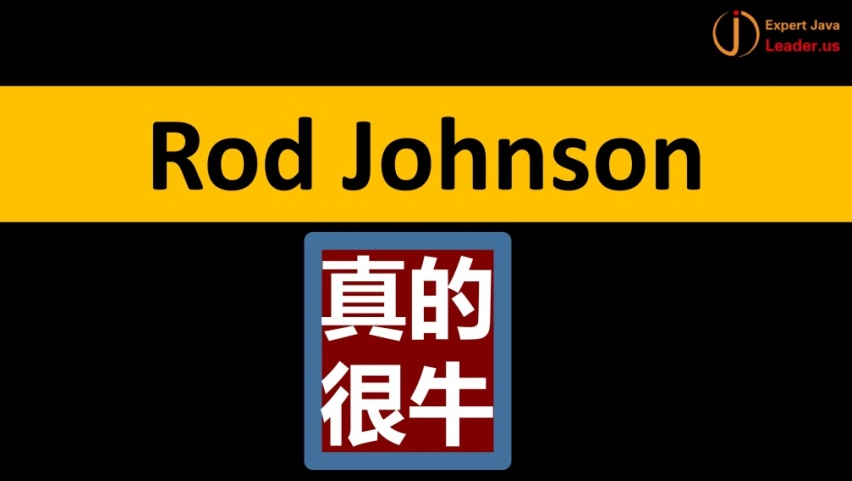 Expert Java
Leader.us
Rod Johnson
真的
很牛